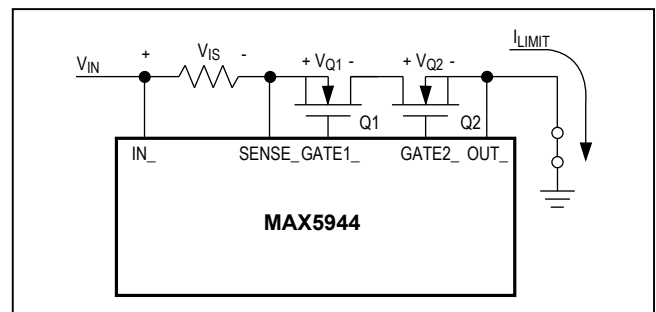 I_LIMIT
+ V_IS -
V_IN
+ V_Q1 - + V_Q2 -
Q1 Q2
IN_ SENSE_ GATE1_ GATE2_ OUT_
MAX5944